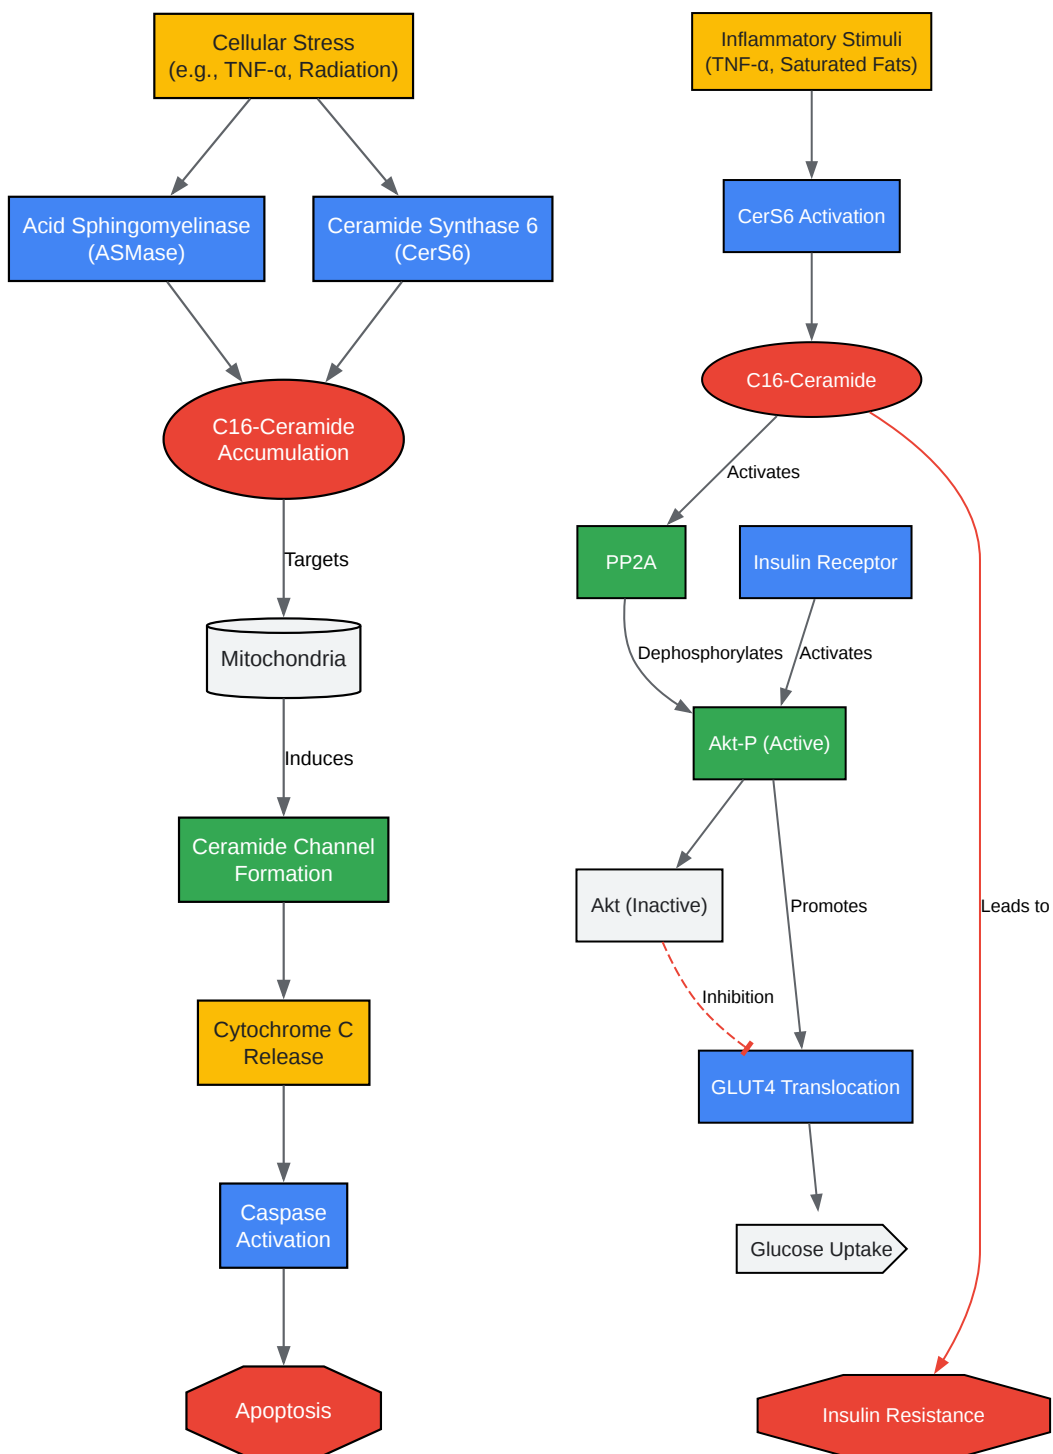 Cellular Stress
(e.g., TNF-α, Radiation)
Acid Sphingomyelinase
(ASMase)
Ceramide Synthase 6
(CerS6)
C16-Ceramide
Accumulation
Targets
Mitochondria
Induces
Ceramide Channel
Formation
Cytochrome C
Release
Caspase
Activation
Apoptosis
Inflammatory Stimuli
(TNF-α, Saturated Fats)
CerS6 Activation
C16-Ceramide
Activates
PP2A
Insulin Receptor
Dephosphorylates
Activates
Akt-P (Active)
Akt (Inactive)
Promotes
Leads to
Inhibition
GLUT4 Translocation
Glucose Uptake
Insulin Resistance